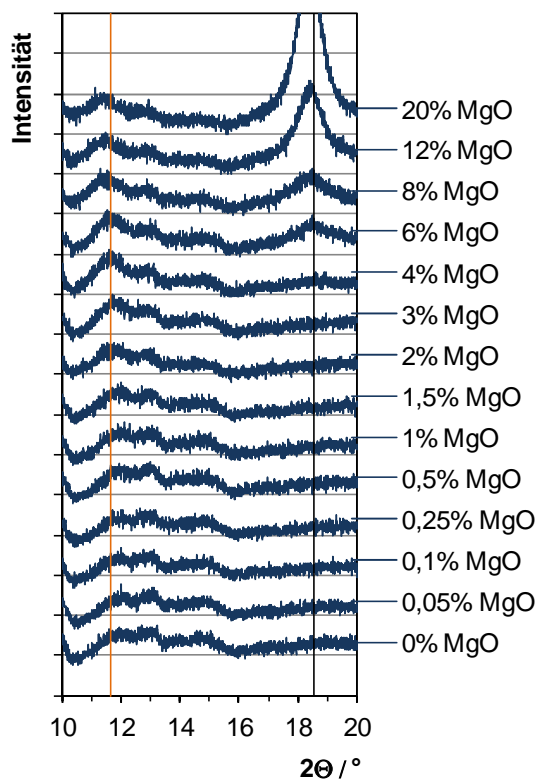 Intensität
20% MgO
12% MgO
8% MgO
6% MgO
4% MgO
3% MgO
2% MgO
1,5% MgO
1% MgO
0,5% MgO
0,25% MgO
0,1% MgO
0,05% MgO
0% MgO
10 12 14 16 18 20
2Θ / °